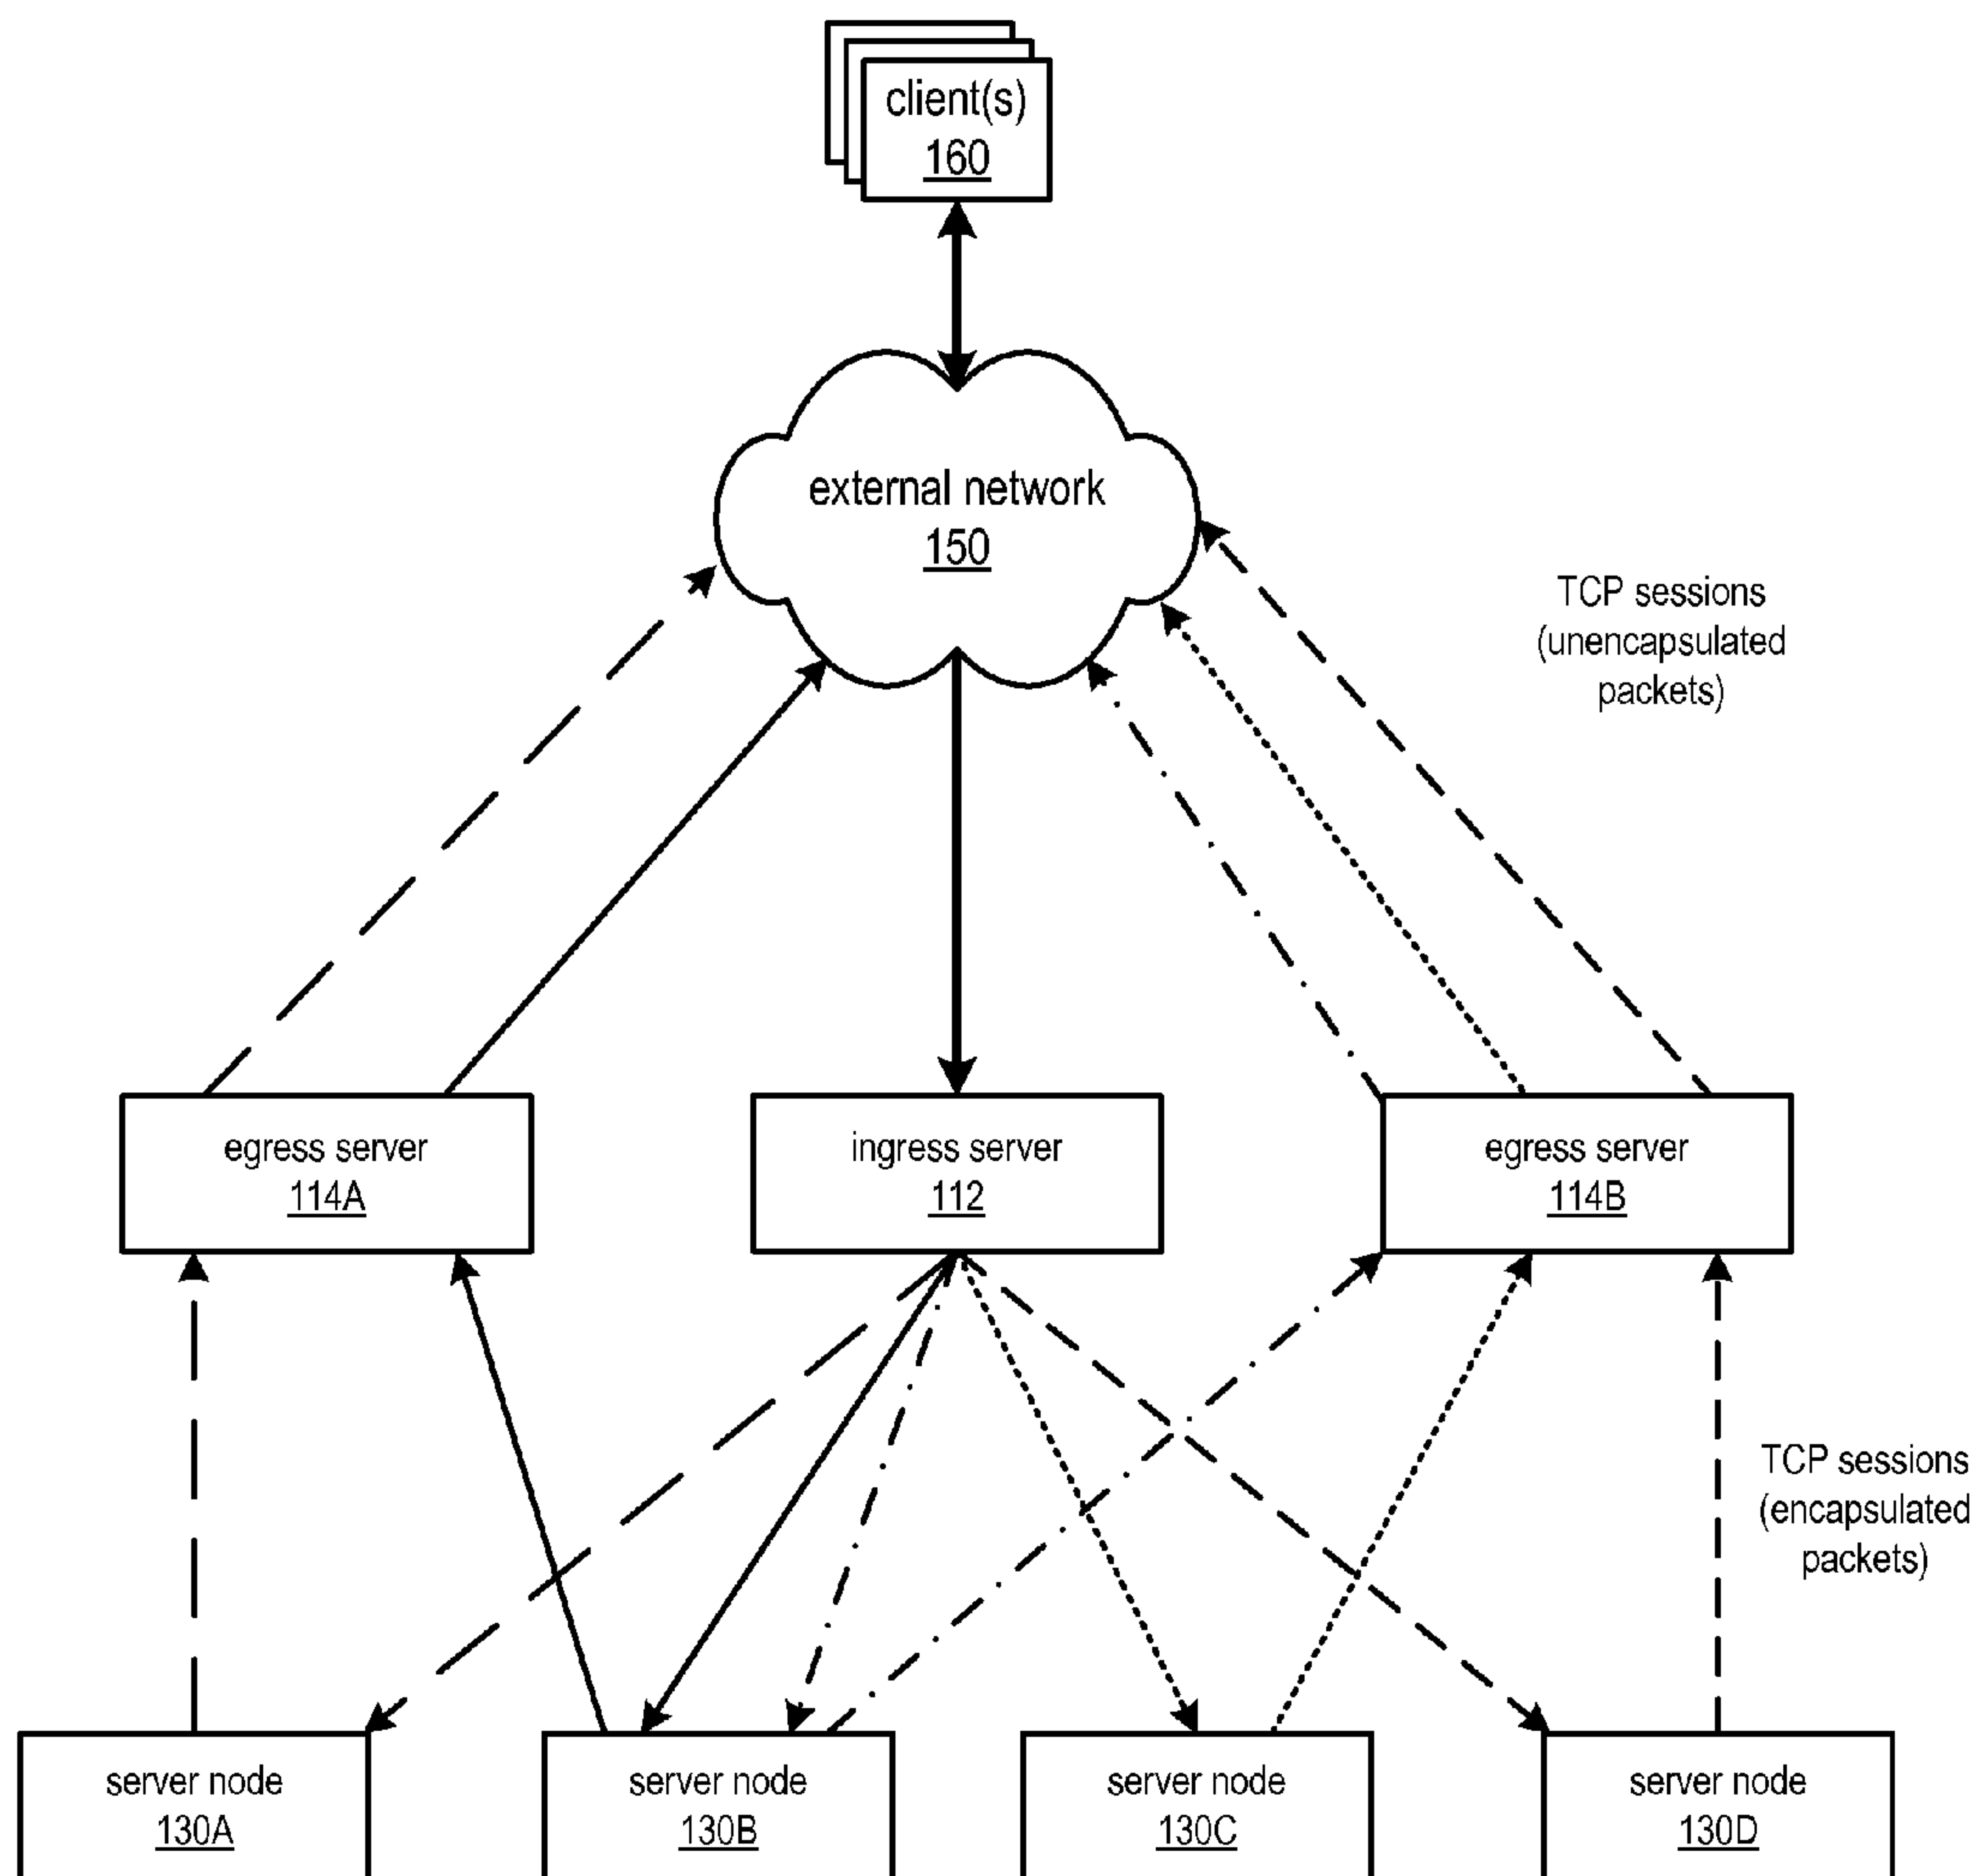 client(s)
160
external network
150
TCP sessions
(unencapsulated
packets)
egress server
114A
ingress server
112
egress server
114B
TCP sessions
(encapsulated
packets)
server node
130A
server node
130B
server node
130C
server node
130D